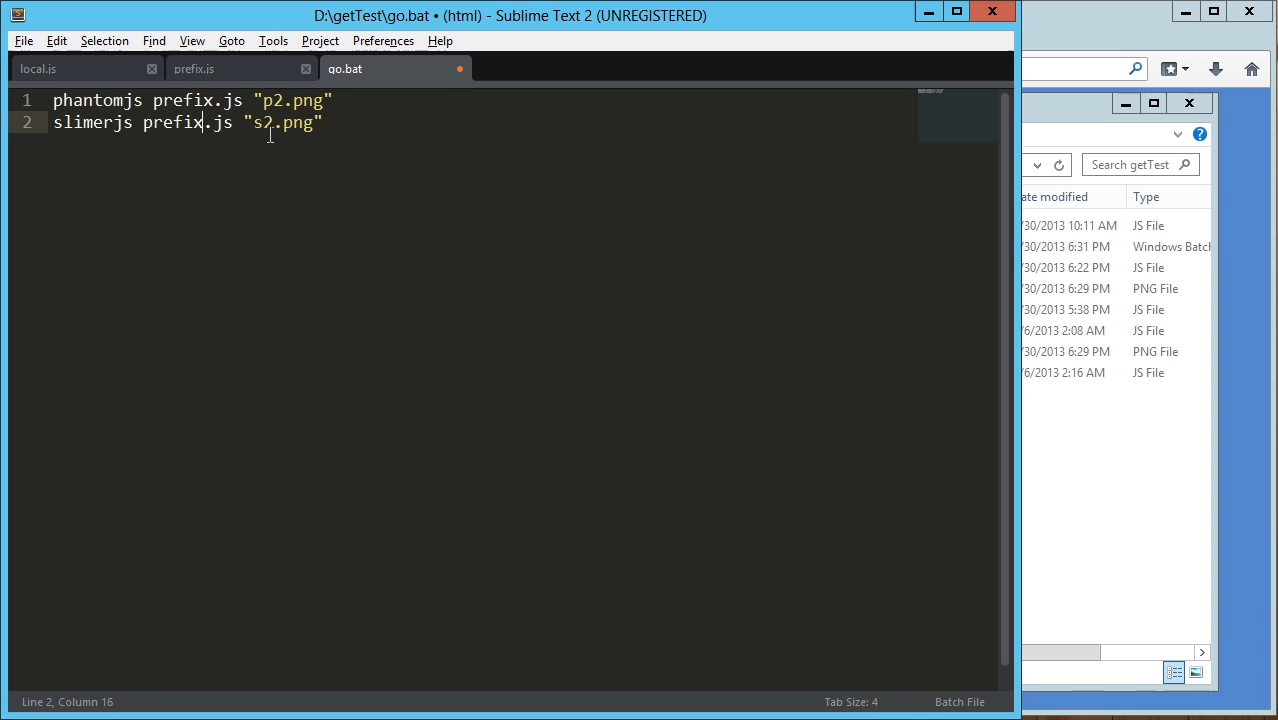 D:\getTest\go.bat • (html) - Sublime Text 2 (UNREGISTERED)
File Edit Selection Find View Goto Tools Project Preferences Help
local.js prefix.js go.bat
1 phantomjs prefix.js "p2.png"
2 slimerjs prefix.js "s2.png"
Line 2, Column 16 Tab Size: 4 Batch File
Search getTest
ate modified Type
/30/2013 10:11 AM JS File
/30/2013 6:31 PM Windows Batch
/30/2013 6:22 PM JS File
/30/2013 6:29 PM PNG File
/30/2013 5:38 PM JS File
/6/2013 2:08 AM JS File
/30/2013 6:29 PM PNG File
/6/2013 2:16 AM JS File